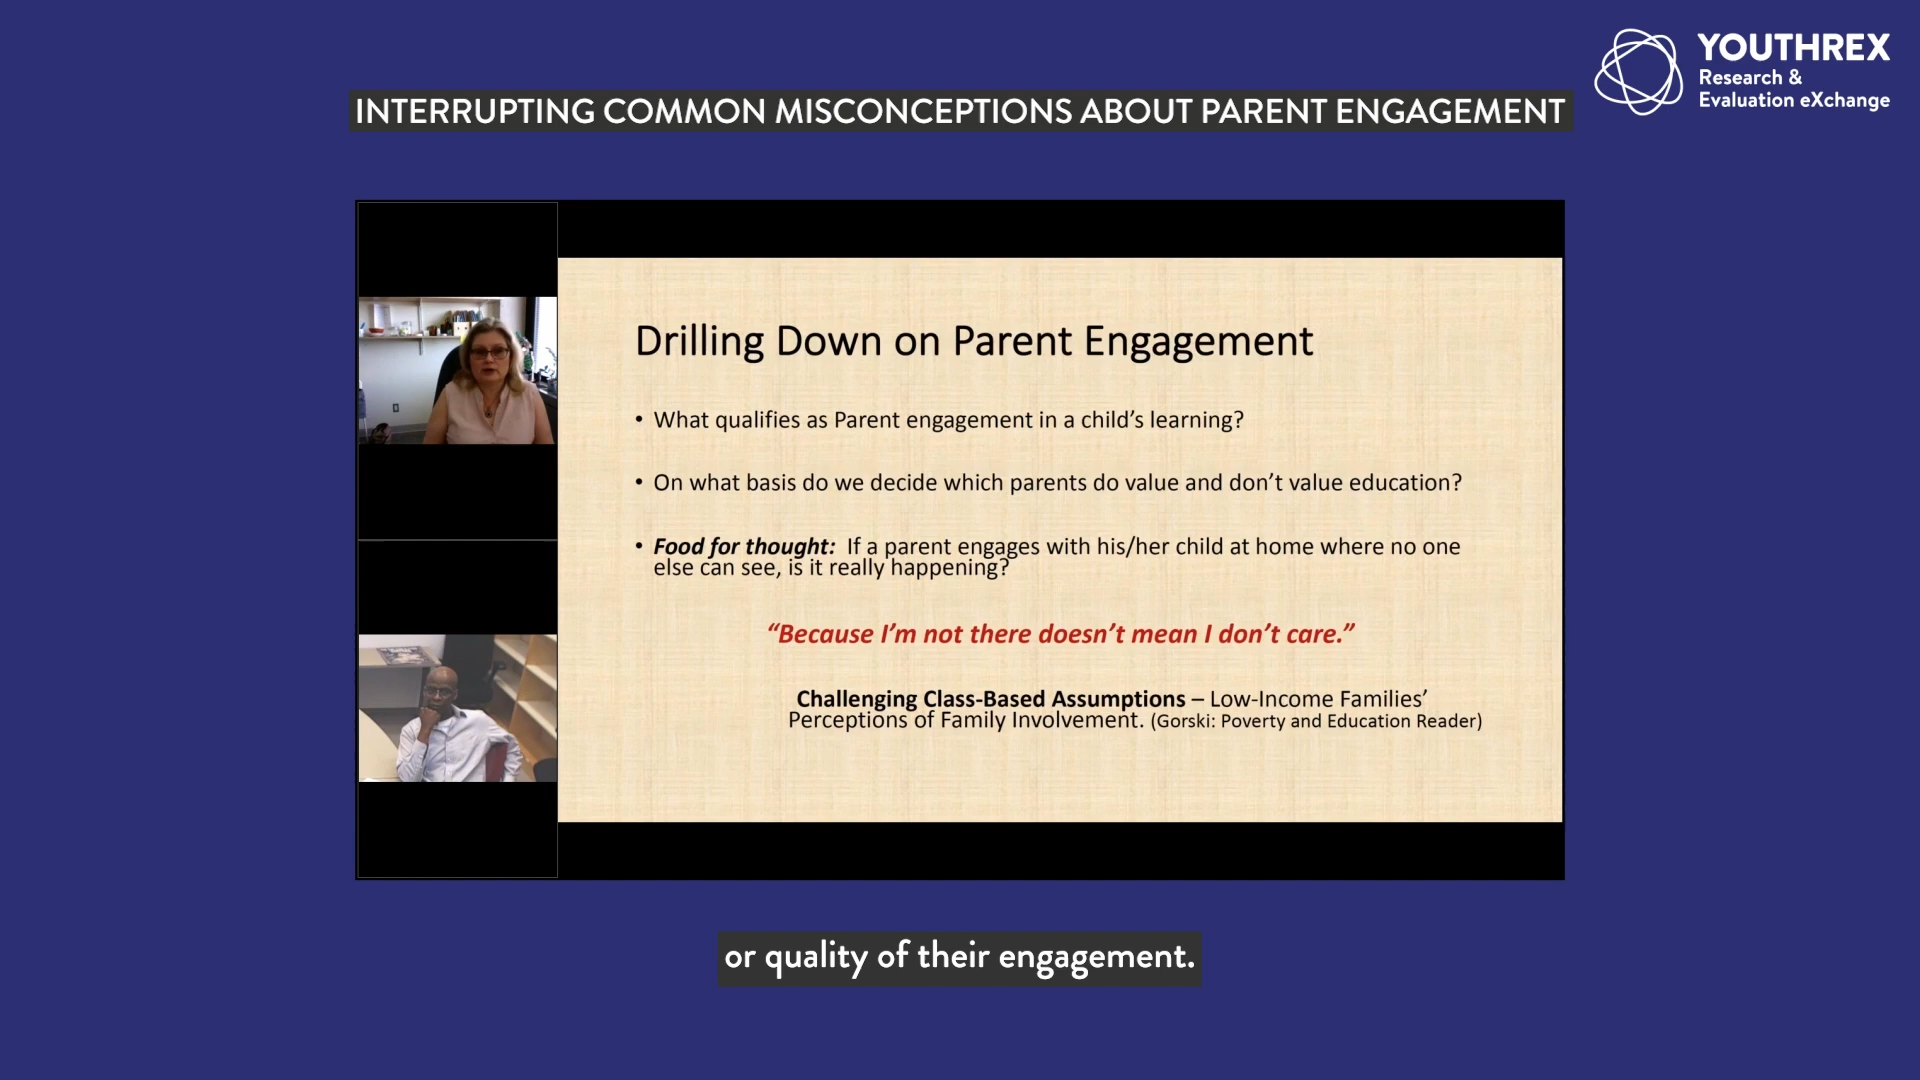 YOUTHREX
Research &
Evaluation eXchange
INTERRUPTING COMMON MISCONCEPTIONS ABOUT PARENT ENGAGEMENT
Drilling Down on Parent Engagement
• What qualifies as Parent engagement in a child’s learning?
• On what basis do we decide which parents do value and don’t value education?
• Food for thought: If a parent engages with his/her child at home where no one
else can see, is it really happening?
“Because I’m not there doesn’t mean I don’t care.”
Challenging Class-Based Assumptions – Low-Income Families’
Perceptions of Family Involvement. (Gorski: Poverty and Education Reader)
or quality of their engagement.